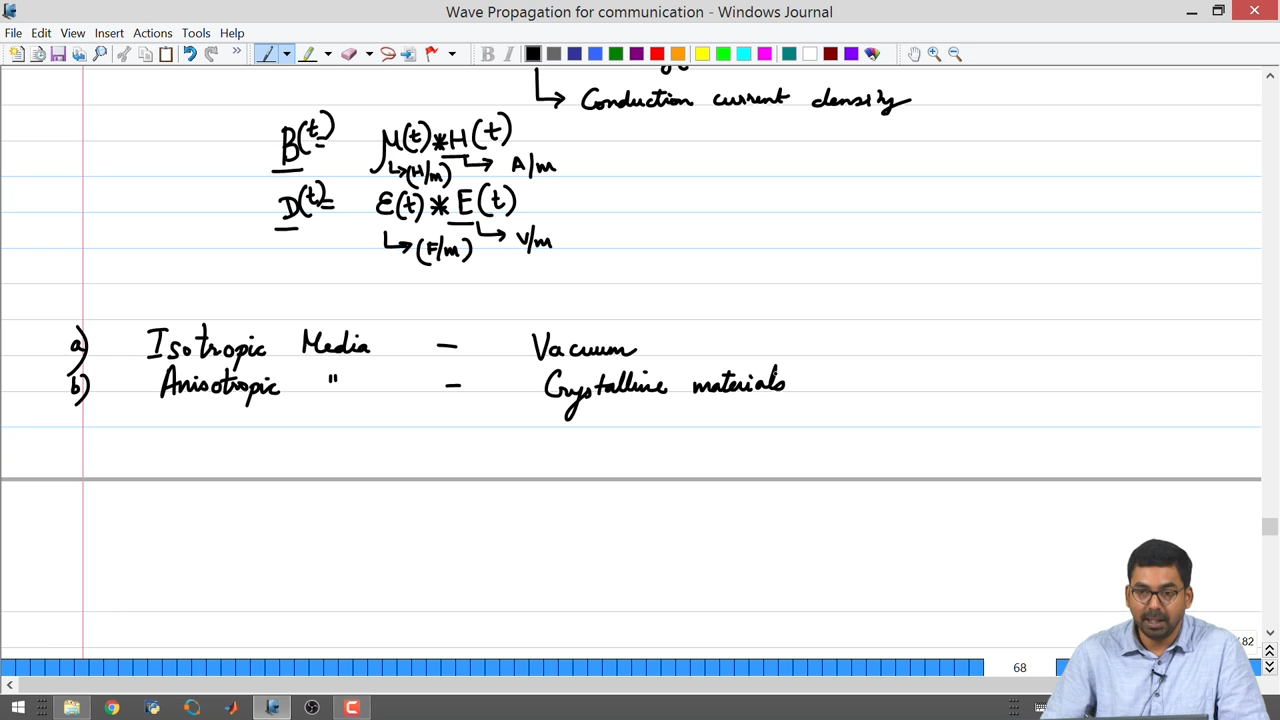 Wave Propagation for communication - Windows Journal
File Edit View Insert Actions Tools Help
Conduction current density
B(t) = μ(t) * H(t)
(H/m) A/m
D(t) = ε(t) * E(t)
(F/m) V/m
a) Isotropic Media - Vacuum
b) Anisotropic " - Crystalline materials
82
68